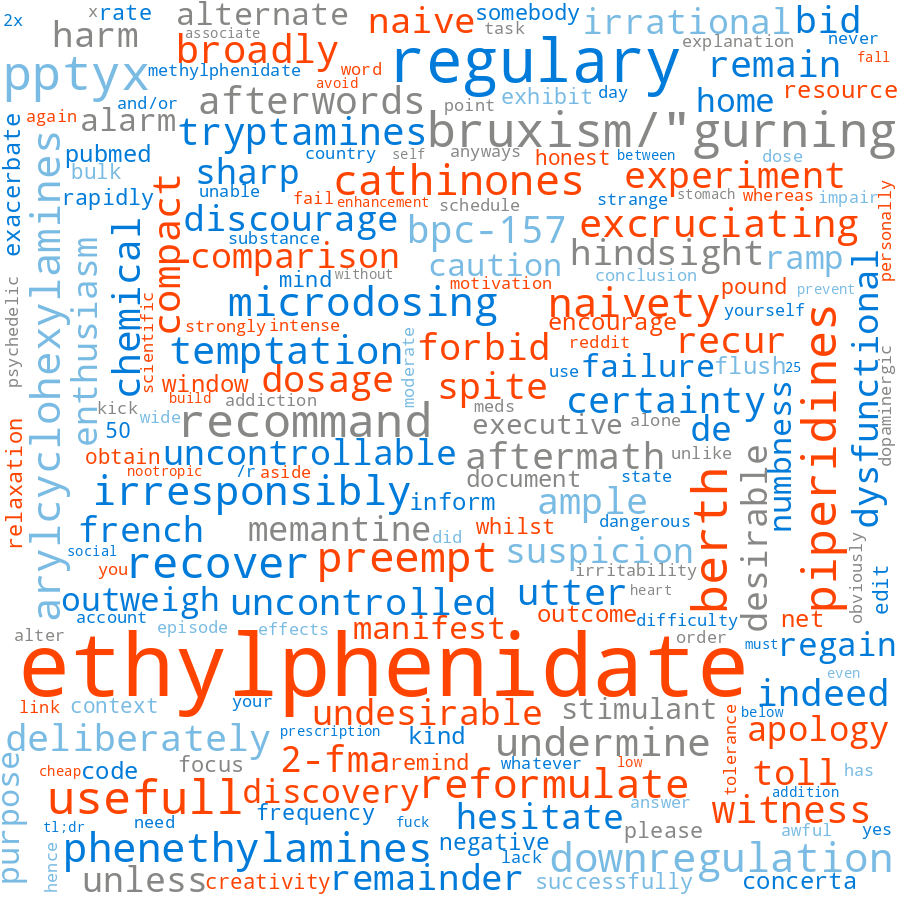 2x
x
rate
alternate
naive
somebody
irrational
bid
harm
associate
task
never
broadly
regulary
explanation
fall
pptyx
methylphenidate
word
remain
avoid
resource
and/or
afterwords
point
exhibit
day
home
again
alarm
tryptamines
bruxism/"gurning
exacerbate
pubmed
country
self
anyways
honest
between
dose
bulk
sharp
cathinones
experiment
stomach
whereas
impair
rapidly
unable
fail
enhancement
schedule
strange
personally
arylcyclohexylamines
compact
discourage
bpc-157
excruciating
enthusiasm
chemical
substance
comparison
hindsight
ramp
mind
without
caution
conclusion
motivation
pound
prevent
psychedelic
scientific
microdosing
naivety
yourself
dysfunctional
strongly
intense
encourage
piperidines
temptation
moderate
forbid
reddit
recur
window
dosage
use
failure
flush
25
dopaminergic
build
spite
kick
wide
addiction
recommand
meds
certainty
numbness
50
executive
alone
de
relaxation
obtain
uncontrollable
aftermath
unlike
desirable
nootropic
/r
aside
document
state
berth
irresponsibly
inform
ample
french
memantine
did
whilst
dangerous
social
you
recover
preempt
suspicion
obviously
irritability
heart
edit
outweigh
uncontrolled
utter
account
outcome
net
alter
episode
effects
manifest
difficulty
order
must
regain
ethylphenidate
even
indeed
link
context
your
undesirable
stimulant
below
deliberately
prescription
kind
undermine
tolerance
apology
purpose
cheap
code
focus
2-fma
remind
whatever
low
toll
has
usefull
discovery
reformulate
addition
answer
witness
tl;dr
need
frequency
fuck
hesitate
please
awful
yes
hence
phenethylamines
negative
lack
downregulation
unless
creativity
remainder
successfully
concerta